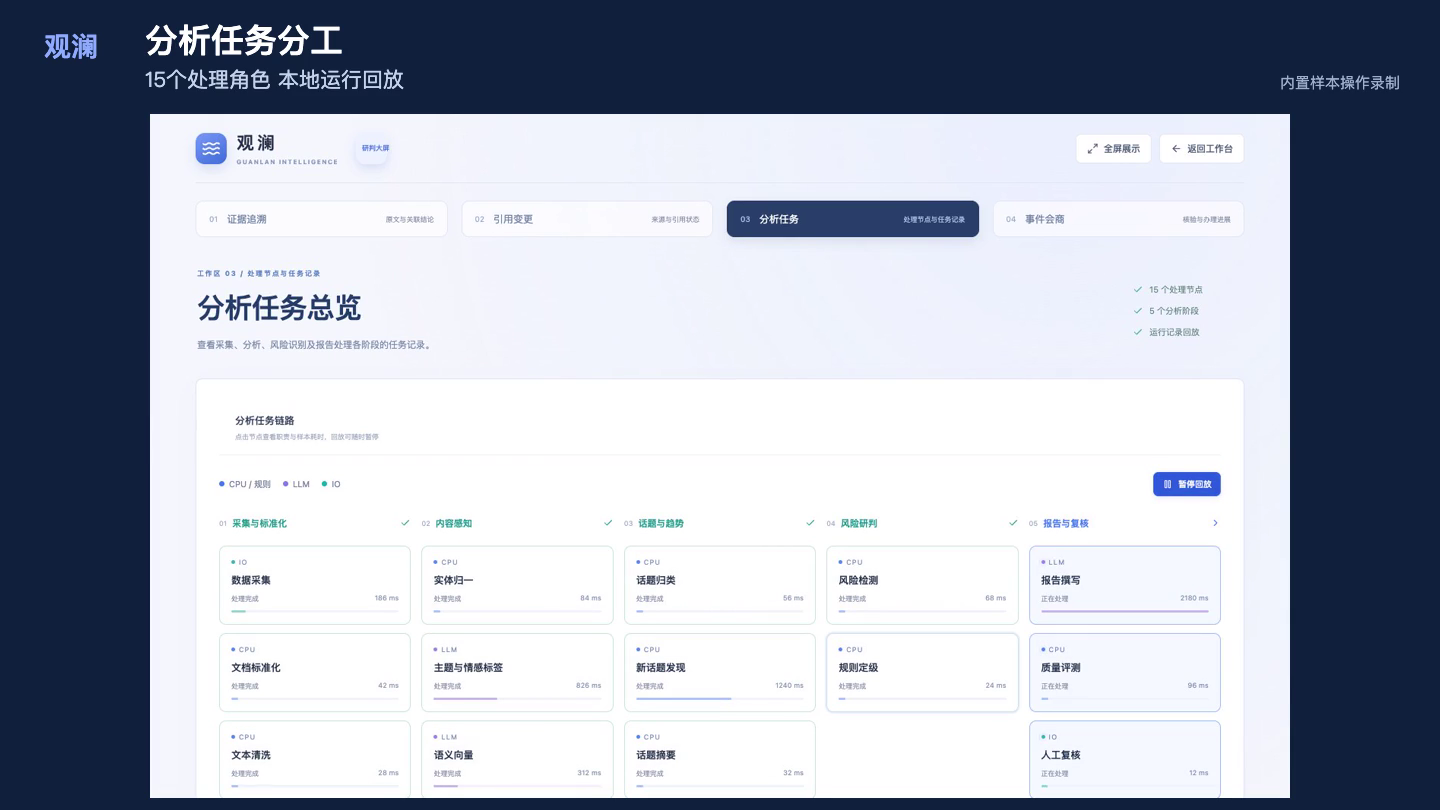 观澜
分析任务分工
15个处理角色 本地运行回放
内置样本操作录制
观澜
GUANLAN INTELLIGENCE
研判大屏
全屏展示
返回工作台
01 证据追溯 原文与关联结论
02 引用变更 来源与引用状态
03 分析任务 处理节点与任务记录
04 事件会商 核验与办理进展
工作区 03 / 处理节点与任务记录
分析任务总览
查看采集、分析、风险识别及报告处理各阶段的任务记录。
15 个处理节点
5 个分析阶段
运行记录回放
分析任务链路
点击节点查看职责与样本耗时，回放可随时暂停
CPU / 规则 LLM IO
暂停回放
01 采集与标准化
02 内容感知
03 话题与趋势
04 风险研判
05 报告与复核
IO
数据采集
处理完成 186 ms
CPU
实体归一
处理完成 84 ms
CPU
话题归类
处理完成 56 ms
CPU
风险检测
处理完成 68 ms
LLM
报告撰写
正在处理 2180 ms
CPU
文档标准化
处理完成 42 ms
LLM
主题与情感标签
处理完成 826 ms
CPU
新话题发现
处理完成 1240 ms
CPU
规则定级
处理完成 24 ms
CPU
质量评测
正在处理 96 ms
CPU
文本清洗
处理完成 28 ms
LLM
语义向量
处理完成 312 ms
CPU
话题摘要
处理完成 32 ms
IO
人工复核
正在处理 12 ms